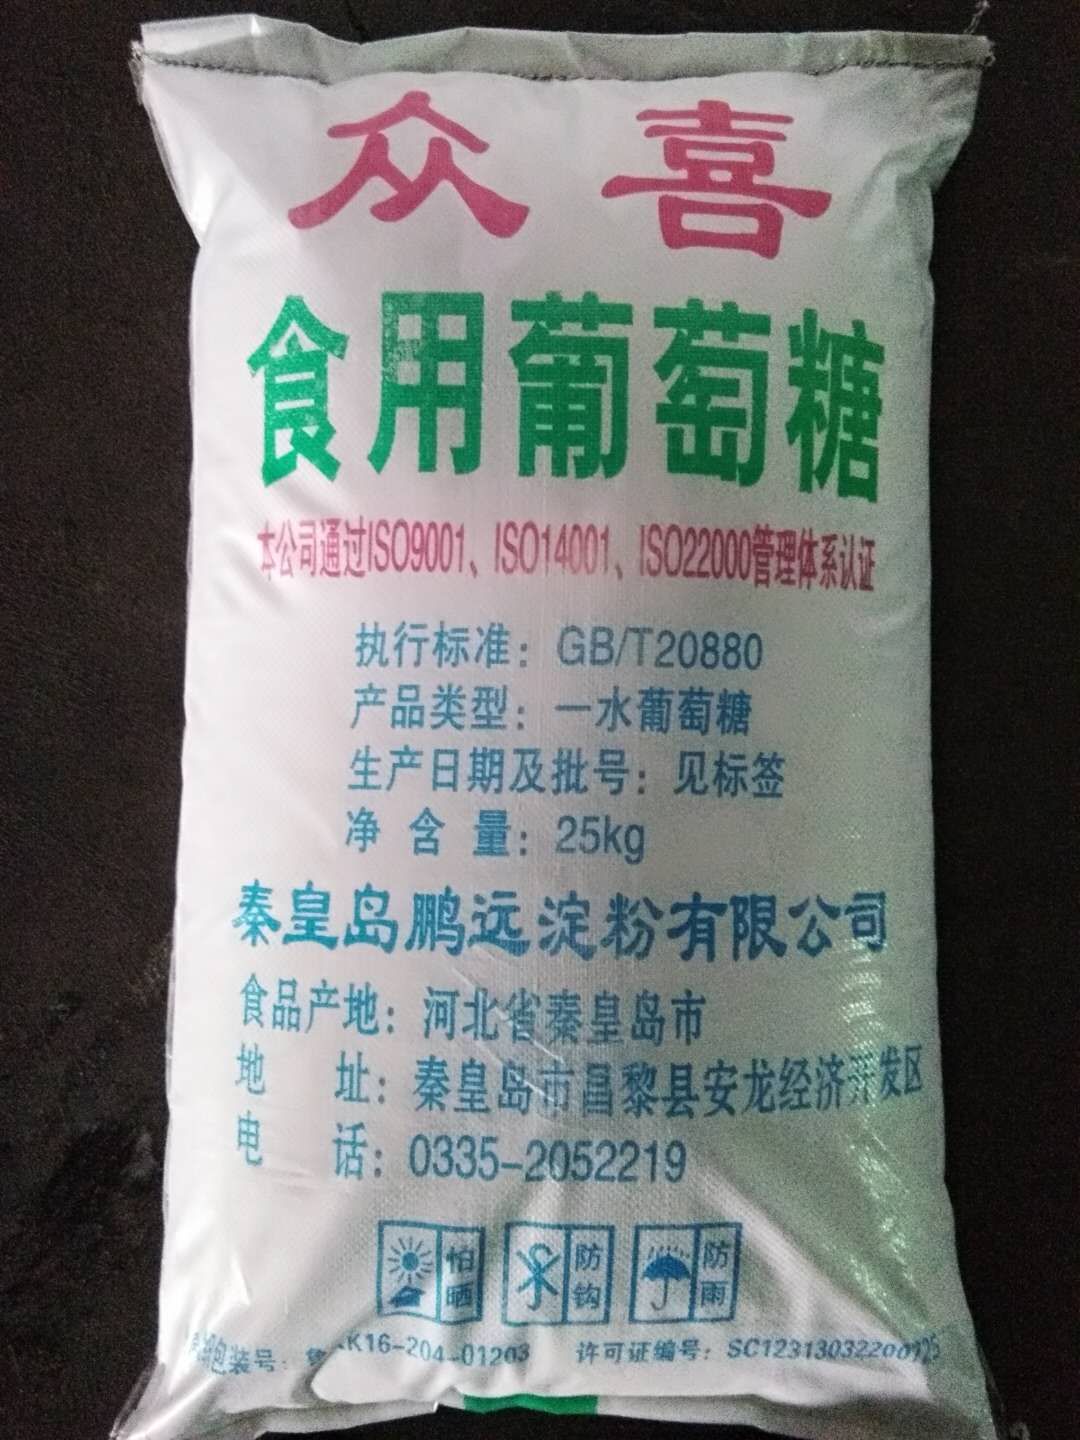 众喜
食用葡萄糖
本公司通过ISO9001、ISO14001、ISO22000管理体系认证
执行标准：GB/T20880
产品类型：一水葡萄糖
生产日期及批号：见标签
净含量：25kg
秦皇岛鹏远淀粉有限公司
食品产地：河北省秦皇岛市
地址：秦皇岛市昌黎县安龙经济开发区
电话：0335-2052219
怕晒 防钩 防雨
包装号：K16-204-01203 许可证编号：